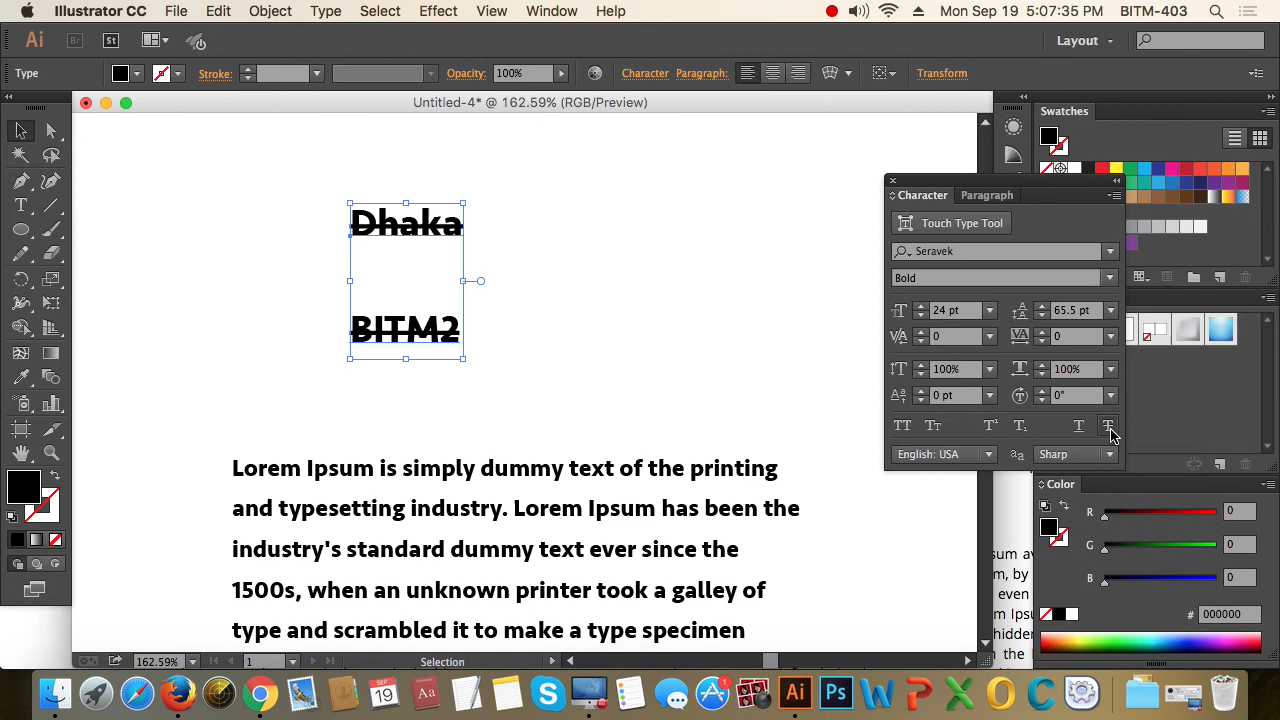 Illustrator CC File Edit Object Type Select Effect View Window Help Mon Sep 19 5:07:35 PM BITM-403
Ai Br St Layout
Type Stroke: Opacity: 100% Character Paragraph: Transform
Untitled-4* @ 162.59% (RGB/Preview)
Swatches
Character Paragraph
Touch Type Tool
Seravek
Bold
24 pt 65.5 pt
0 0
100% 100%
0 pt 0°
English: USA Sharp
Dhaka
BITM2
Lorem Ipsum is simply dummy text of the printing
and typesetting industry. Lorem Ipsum has been the
industry's standard dummy text ever since the
1500s, when an unknown printer took a galley of
type and scrambled it to make a type specimen
Color
R 0
G 0
B 0
# 000000
162.59% 1 Selection